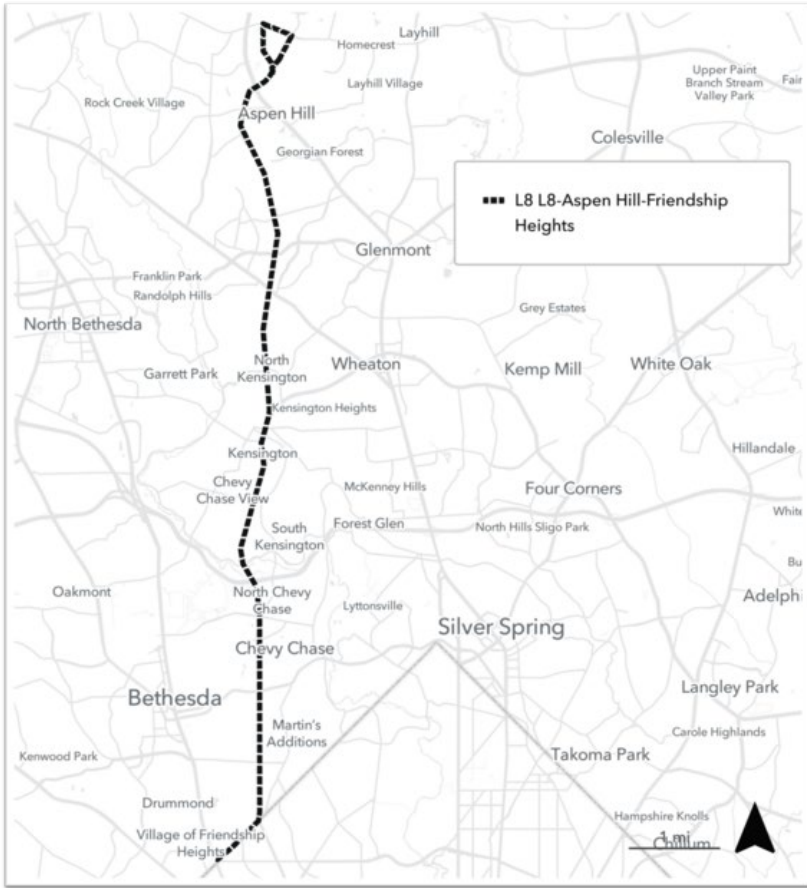 Layhill
Homecrest
Upper Paint
Branch Stream
Valley Park
Fair
Layhill Village
Rock Creek Village
Aspen Hill
Colesville
Georgian Forest
L8 L8-Aspen Hill-Friendship
Heights
Glenmont
Franklin Park
Randolph Hills
Grey Estates
North Bethesda
North
Kensington
Wheaton
Kemp Mill
White Oak
Garrett Park
Kensington Heights
Kensington
Hillandale
Chevy
Chase View
McKenney Hills
Four Corners
White
South
Kensington
Forest Glen
North Hills Sligo Park
Bu
Oakmont
North Chevy
Chase
Lyttonsville
Adelphi
Silver Spring
Chevy Chase
Bethesda
Langley Park
Martin's
Additions
Carole Highlands
Kenwood Park
Takoma Park
Drummond
Hampshire Knolls
Village of Friendship
Heights
1 mi
Chillum